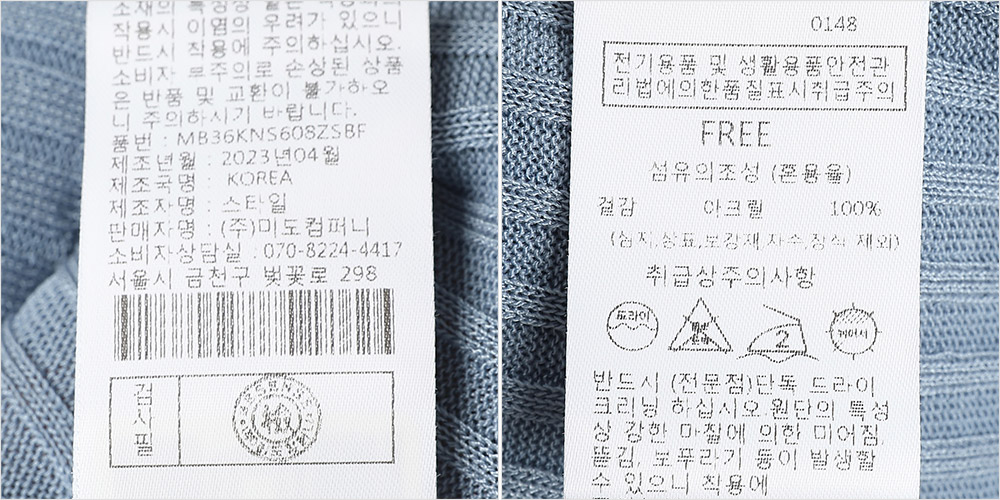 소재의 특성상 물은
작용시 이염의 우려가 있으니
반드시 착용에 주의하십시오.
소비자 부주의로 손상된 상품
은 반품 및 교환이 불가하오
니 주의하시기 바랍니다.
품번 : MB36KNS608ZSBF
제조년월 : 2023년04월
제조국명 : KOREA
제조자명 : 스타일
판매자명 : (주)미도컴퍼니
소비자상담실 : 070-8224-4417
서울시 금천구 벚꽃로 298
검사필
0148
전기용품 및 생활용품안전관
리법에의한품질표시취급주의
FREE
섬유의조성 (혼용율)
겉감 아크릴 100%
(심지,상표,보강재,자수,장식 제외)
취급상주의사항
드라이
염소
표백
2
뉘어서
반드시 (전문점)단독 드라이
크리닝 하십시오.원단의 특성
상 강한 마찰에 의한 미어짐,
뜯김, 보푸라기 등이 발생할
수 있으니 착용에